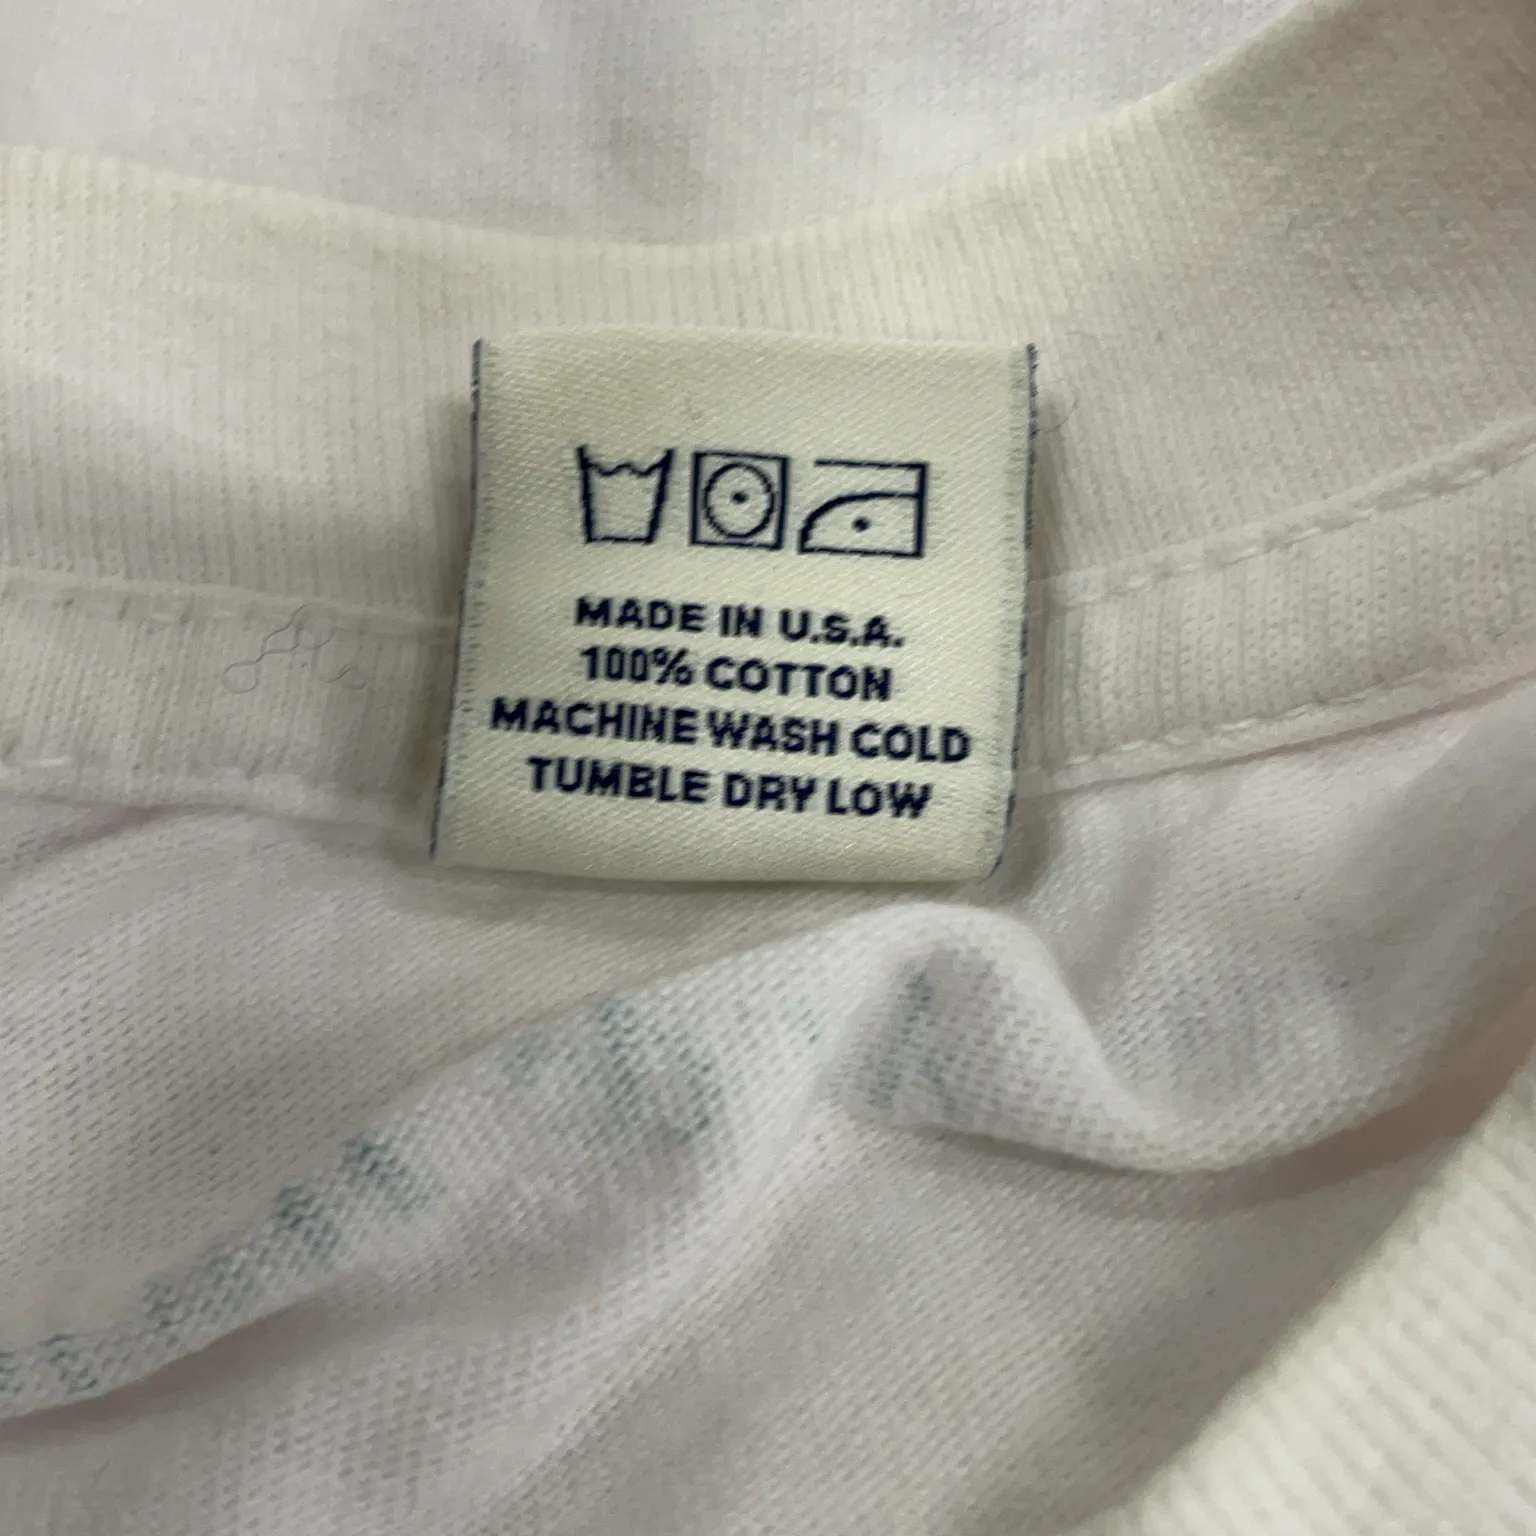 MADE IN U.S.A.
100% COTTON
MACHINE WASH COLD
TUMBLE DRY LOW